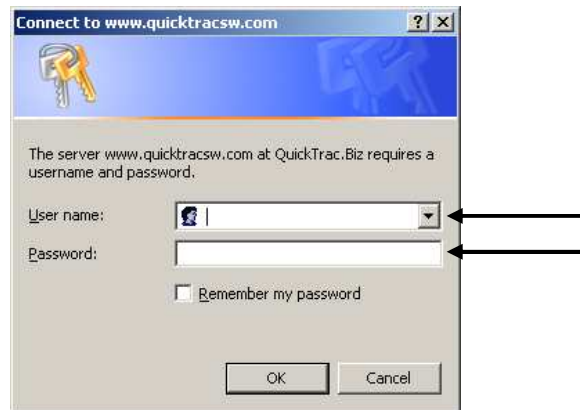 Connect to www.quicktracsw.com
The server www.quicktracsw.com at QuickTrac.Biz requires a
username and password.
User name:
Password:
Remember my password
OK Cancel